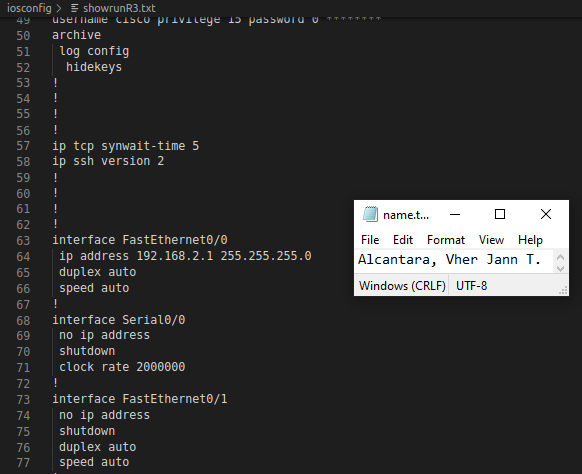 iosconfig > showrunR3.txt
49 username cisco privilege 15 password 0 ********
50 archive
51 log config
52 hidekeys
53 !
54 !
55 !
56 !
57 ip tcp synwait-time 5
58 ip ssh version 2
59 !
60 !
61 !
62 !
63 interface FastEthernet0/0
64 ip address 192.168.2.1 255.255.255.0
65 duplex auto
66 speed auto
67 !
68 interface Serial0/0
69 no ip address
70 shutdown
71 clock rate 2000000
72 !
73 interface FastEthernet0/1
74 no ip address
75 shutdown
76 duplex auto
77 speed auto
name.t...
File Edit Format View Help
Alcantara, Vher Jann T.
Windows (CRLF) UTF-8